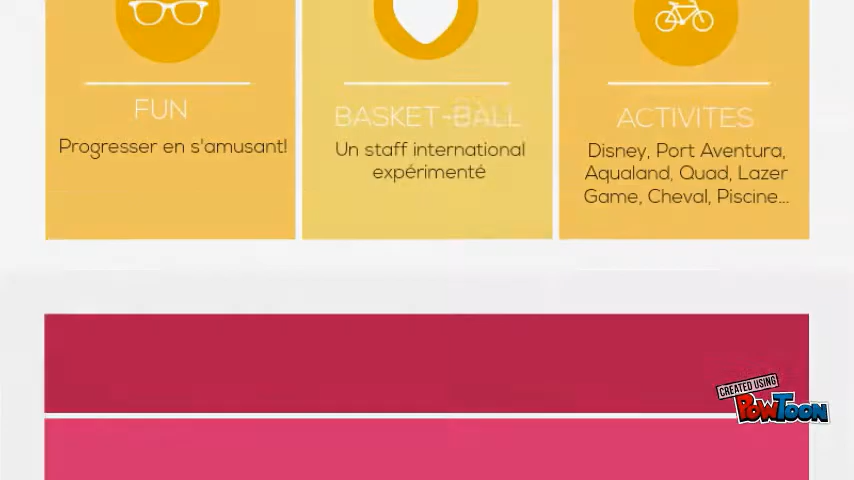 FUN
Progresser en s'amusant!
BASKET-BALL
Un staff international
expérimenté
ACTIVITES
Disney, Port Aventura,
Aqualand, Quad, Lazer
Game, Cheval, Piscine...
CREATED USING
POWTOON